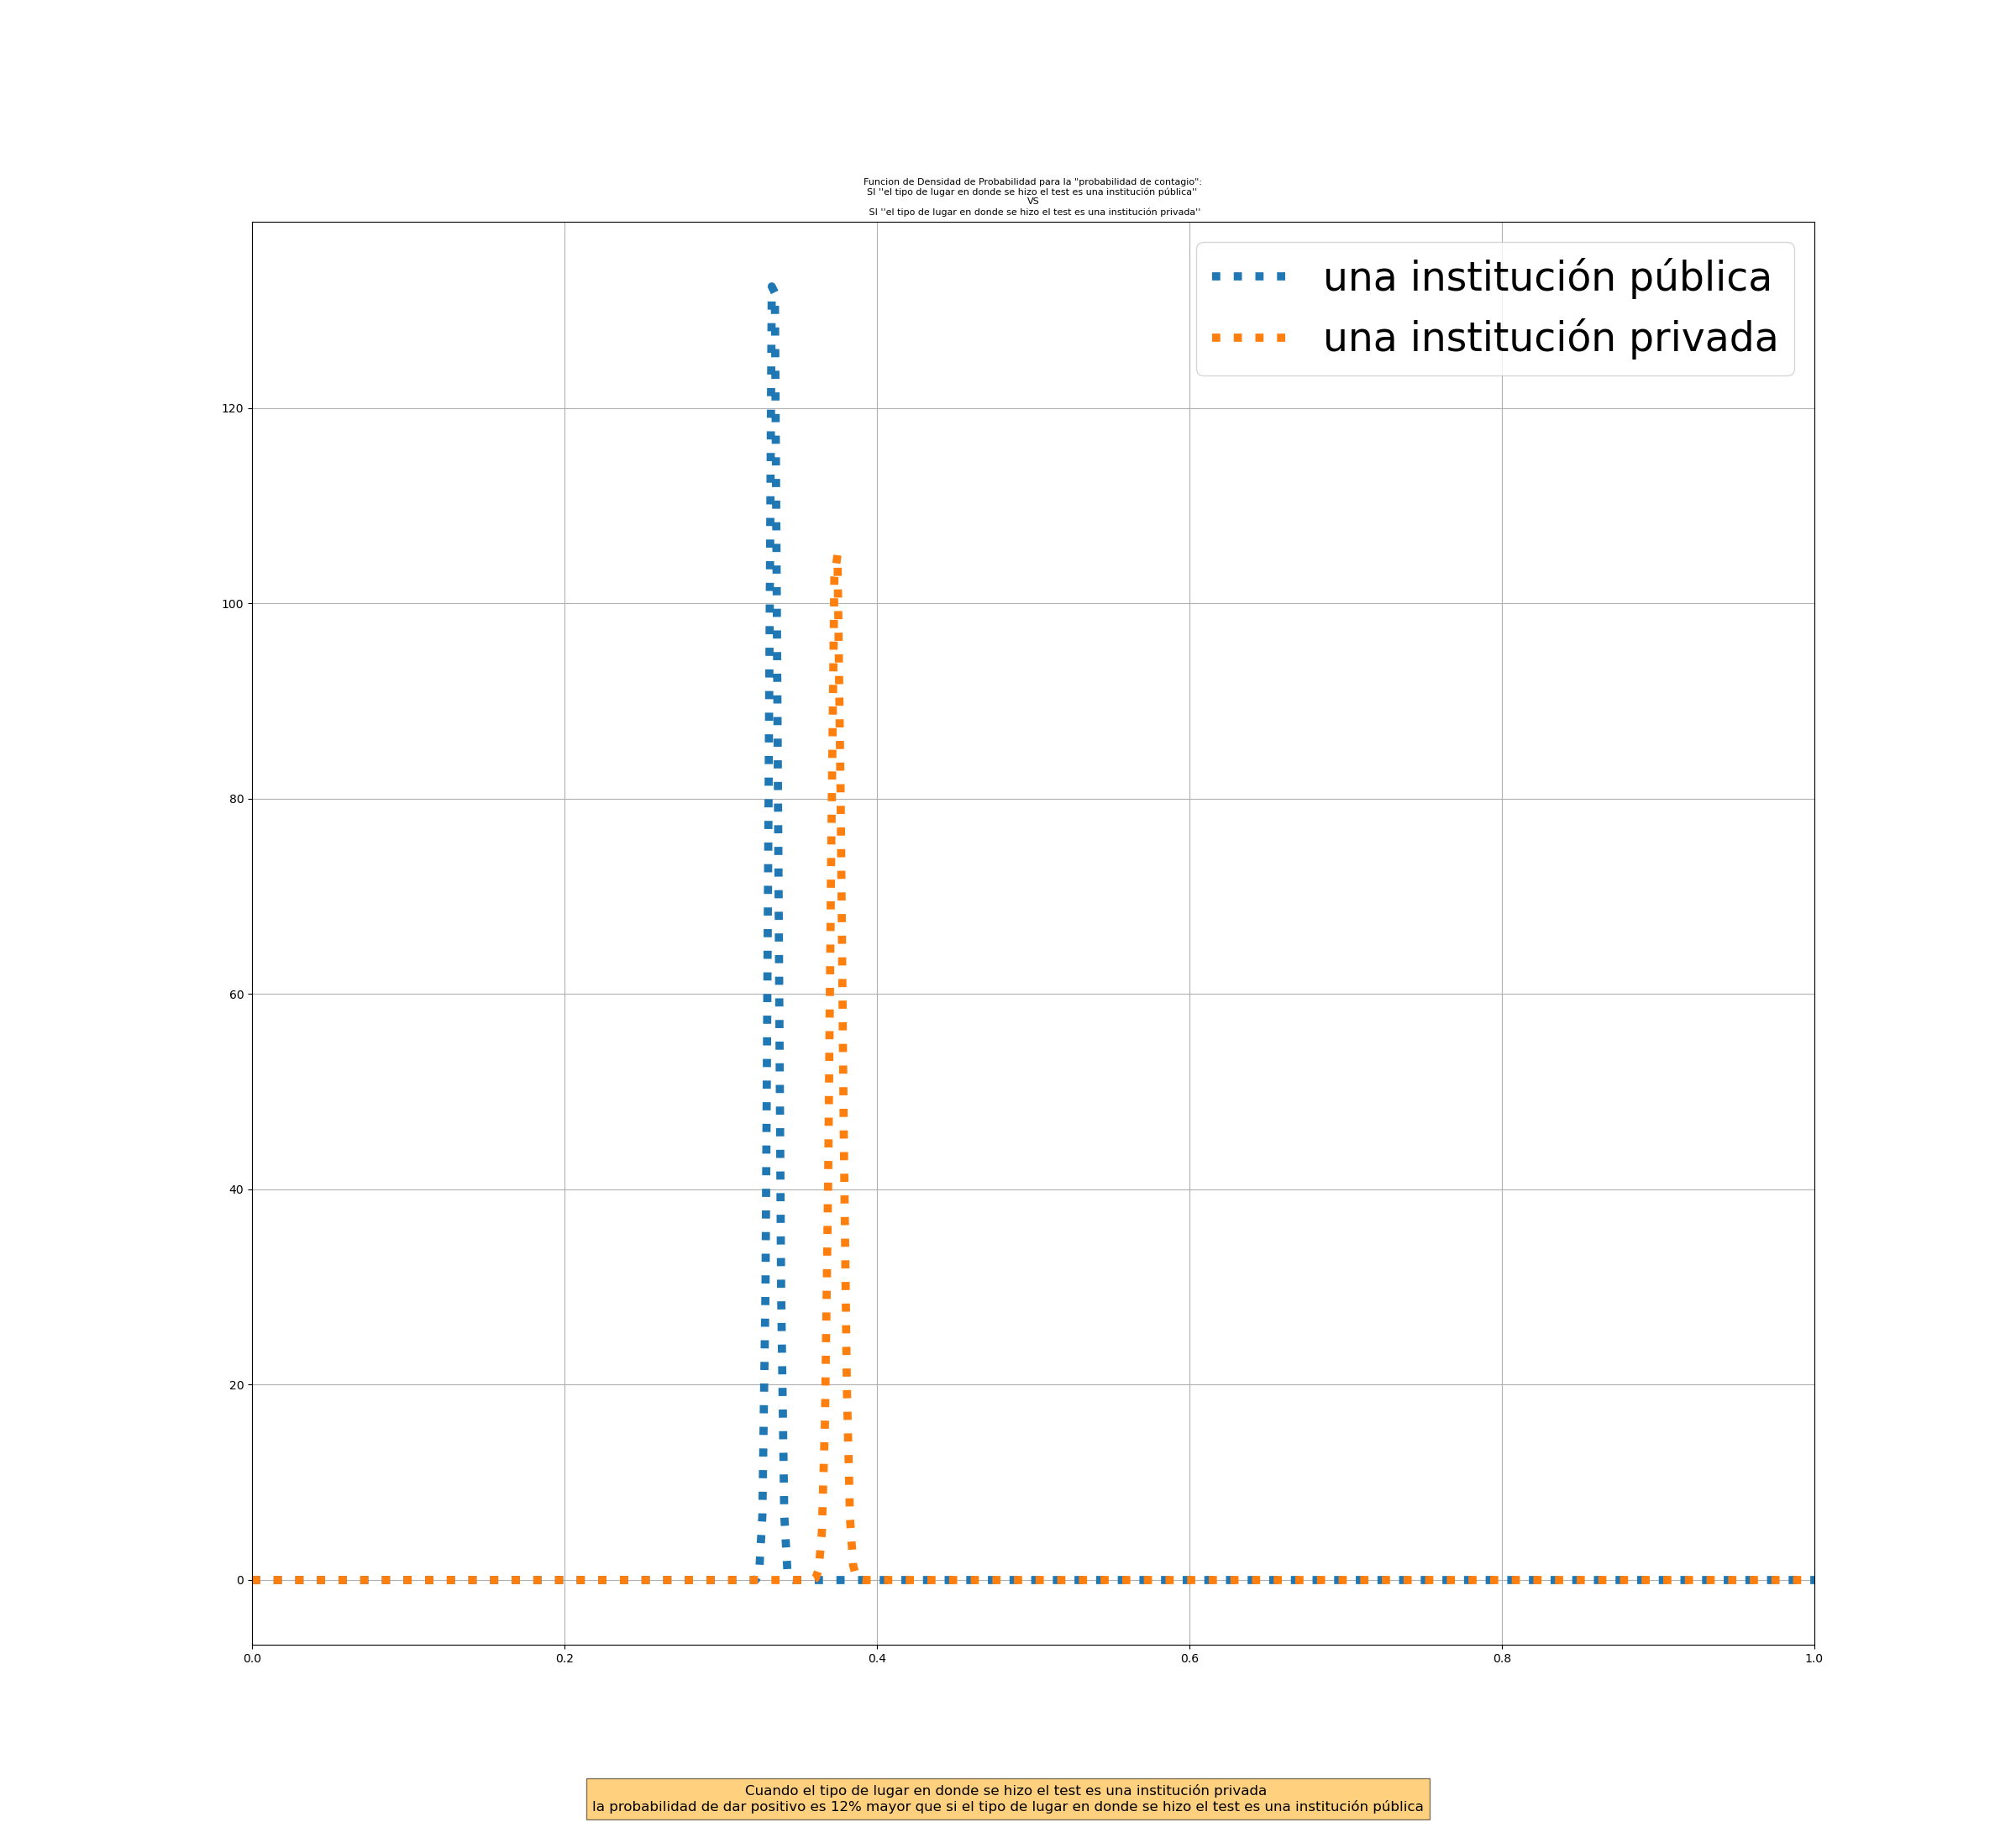 Funcion de Densidad de Probabilidad para la "probabilidad de contagio":
SI ''el tipo de lugar en donde se hizo el test es una institución pública''
VS
SI ''el tipo de lugar en donde se hizo el test es una institución privada''
una institución pública
una institución privada
120
100
80
60
40
20
0
0.0 0.2 0.4 0.6 0.8 1.0
Cuando el tipo de lugar en donde se hizo el test es una institución privada
la probabilidad de dar positivo es 12% mayor que si el tipo de lugar en donde se hizo el test es una institución pública